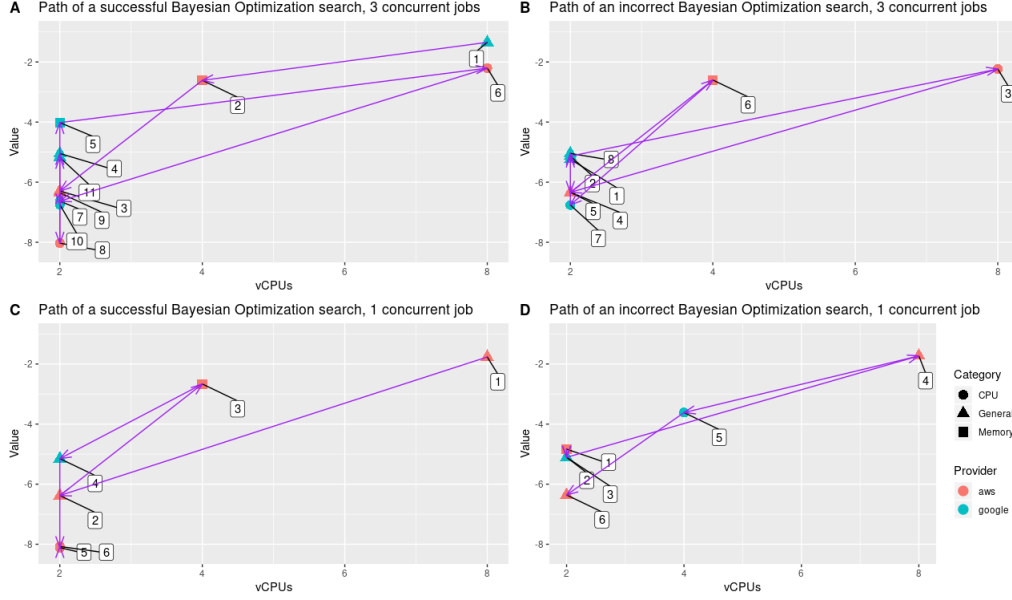 A Path of a successful Bayesian Optimization search, 3 concurrent jobs
-2
-4
-6
-8
Value
2 4 6 8
vCPUs
1
2
6
5
4
11
3
7
9
10
8
B Path of an incorrect Bayesian Optimization search, 3 concurrent jobs
-2
-4
-6
-8
Value
2 4 6 8
vCPUs
3
6
8
2
1
5
4
7
C Path of a successful Bayesian Optimization search, 1 concurrent job
-2
-4
-6
-8
Value
2 4 6 8
vCPUs
1
3
4
2
5
6
D Path of an incorrect Bayesian Optimization search, 1 concurrent job
-2
-4
-6
-8
Value
2 4 6 8
vCPUs
4
5
1
2
3
6
Category
CPU
General
Memory
Provider
aws
google